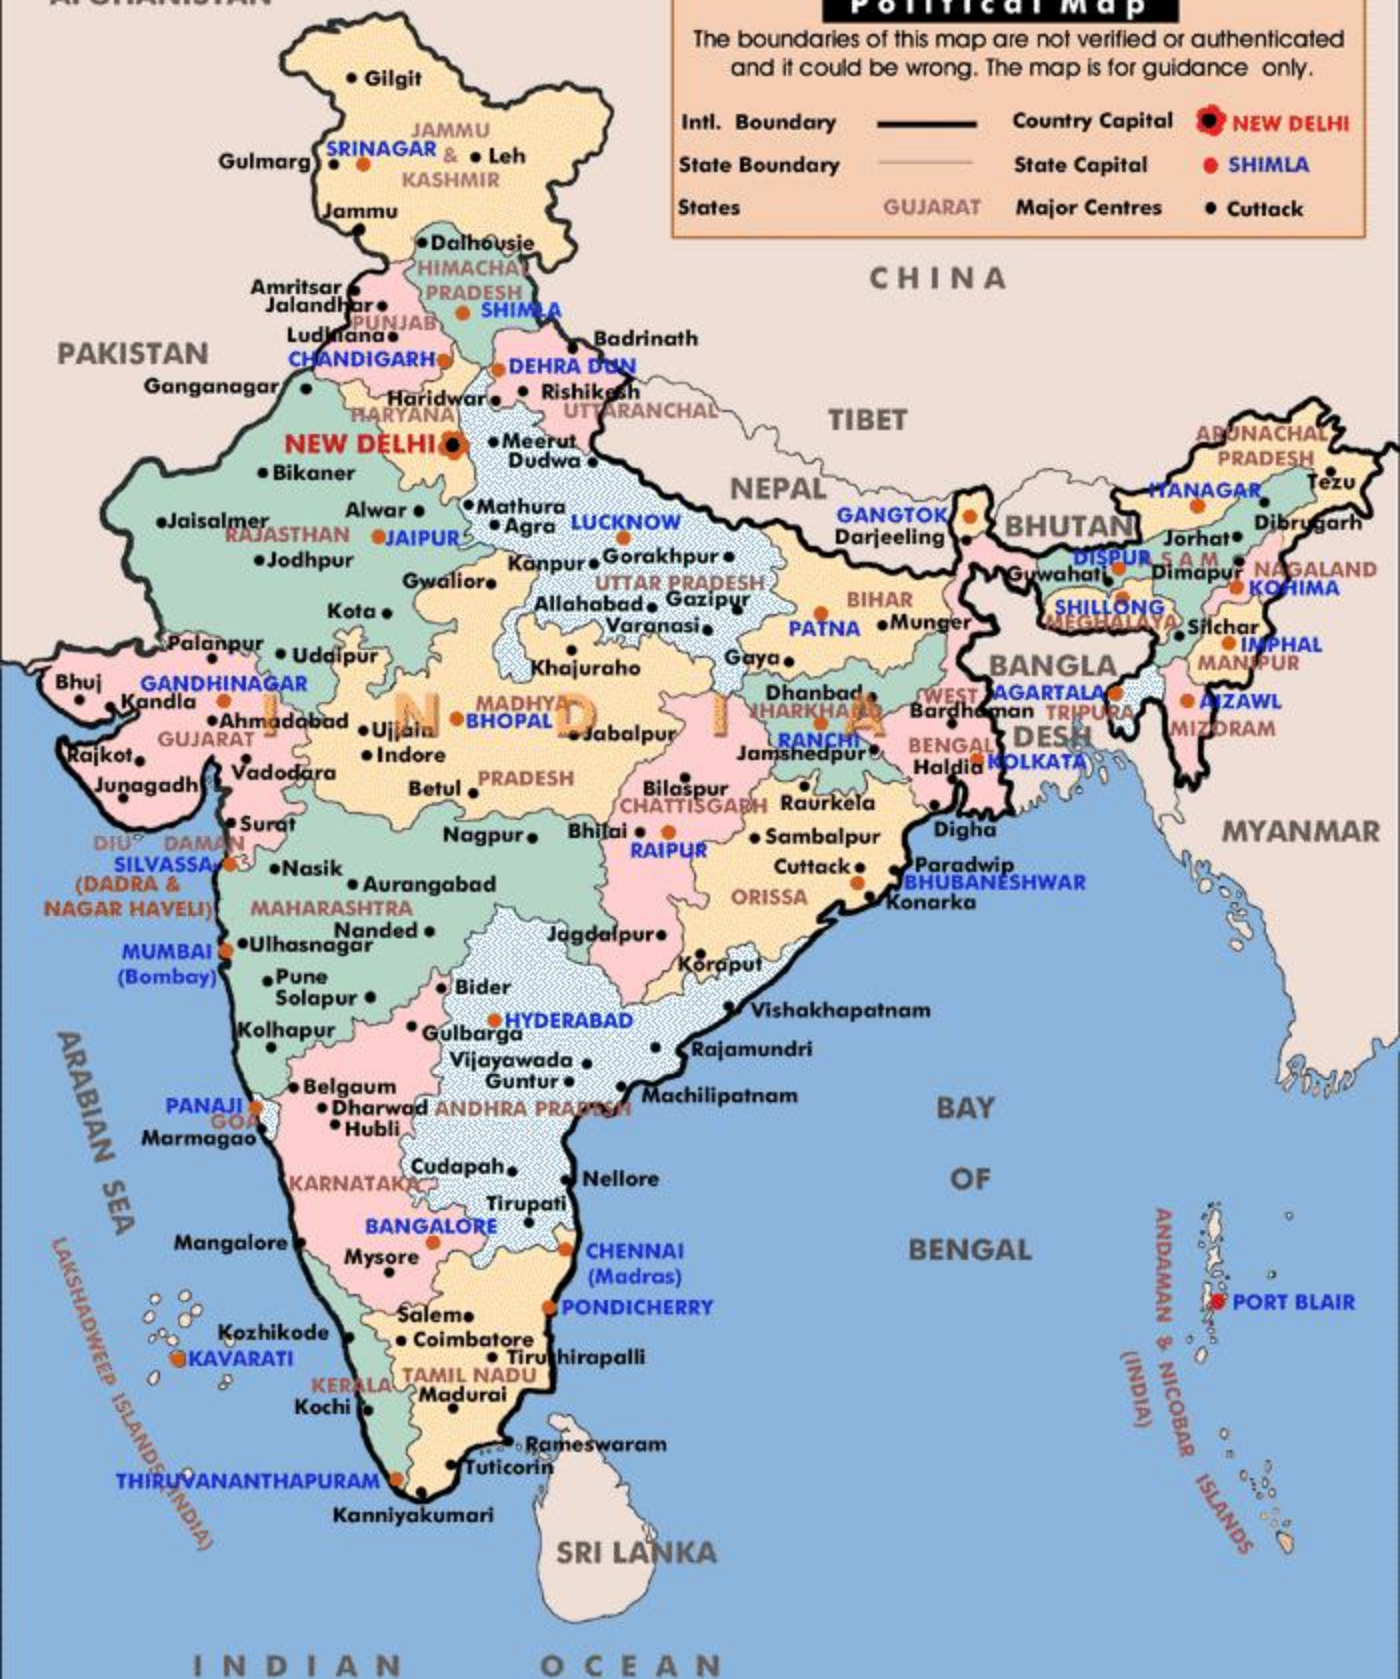 AFGHANISTAN
Political Map
The boundaries of this map are not verified or authenticated
and it could be wrong. The map is for guidance only.
Intl. Boundary
Country Capital
NEW DELHI
State Boundary
State Capital
SHIMLA
States
GUJARAT
Major Centres
Cuttack
Gilgit
JAMMU
SRINAGAR
&
Leh
Gulmarg
KASHMIR
Jammu
Dalhousie
HIMACHAL
PRADESH
CHINA
Amritsar
Jalandhar
SHIMLA
PUNJAB
Ludhiana
Badrinath
PAKISTAN
CHANDIGARH
DEHRA DUN
Ganganagar
Haridwar
Rishikesh
HARYANA
UTTARANCHAL
TIBET
NEW DELHI
Meerut
Dudwa
Bikaner
ARUNACHAL
PRADESH
Tezu
NEPAL
ITANAGAR
Alwar
Mathura
Jaisalmer
Agra
LUCKNOW
GANGTOK
BHUTAN
Dibrugarh
RAJASTHAN
JAIPUR
Darjeeling
Jorhat
Jodhpur
Kanpur
Gorakhpur
DISPUR
SAM
Guwahati
Dimapur
NAGALAND
Gwalior
UTTAR PRADESH
KOHIMA
Kota
Allahabad
Gazipur
BIHAR
SHILLONG
MEGHALAYA
Varanasi
PATNA
Munger
Silchar
Palanpur
Udaipur
Khajuraho
Gaya
BANGLA
IMPHAL
MANIPUR
Bhuj
GANDHINAGAR
Kandla
Dhanbad
WEST
AGARTALA
AIZAWL
INDIA
MADHYA
JHARKHAND
Bardhaman
TRIPURA
Ahmadabad
Ujjain
BHOPAL
Jabalpur
RANCHI
DESH
MIZORAM
GUJARAT
Rajkot
Indore
Jamshedpur
BENGAL
Haldia
KOLKATA
Vadodara
Junagadh
Betul
PRADESH
Bilaspur
CHATTISGARH
Raurkela
Surat
Nagpur
Bhilai
Sambalpur
Digha
MYANMAR
DIU
DAMAN
RAIPUR
SILVASSA
(DADRA &
NAGAR HAVELI)
Nasik
Cuttack
Paradwip
Aurangabad
BHUBANESHWAR
ORISSA
Konarka
MAHARASHTRA
Nanded
Jagdalpur
MUMBAI
(Bombay)
Ulhasnagar
Koraput
Pune
Solapur
Bider
Vishakhapatnam
Kolhapur
HYDERABAD
Gulbarga
Rajamundri
Vijayawada
Guntur
Belgaum
Machilipatnam
PANAJI
GOA
Dharwad
ANDHRA PRADESH
BAY
OF
BENGAL
Hubli
Marmagao
ARABIAN SEA
Cudapah
KARNATAKA
Nellore
Tirupati
BANGALORE
Mangalore
CHENNAI
(Madras)
Mysore
PONDICHERRY
PORT BLAIR
Salem
Kozhikode
Coimbatore
KAVARATI
Tiruchirapalli
KERALA
TAMIL NADU
Kochi
Madurai
ANDAMAN & NICOBAR ISLANDS
(INDIA)
LAKSHADWEEP ISLANDS (INDIA)
Rameswaram
THIRUVANANTHAPURAM
Tuticorin
Kanniyakumari
SRI LANKA
INDIAN OCEAN